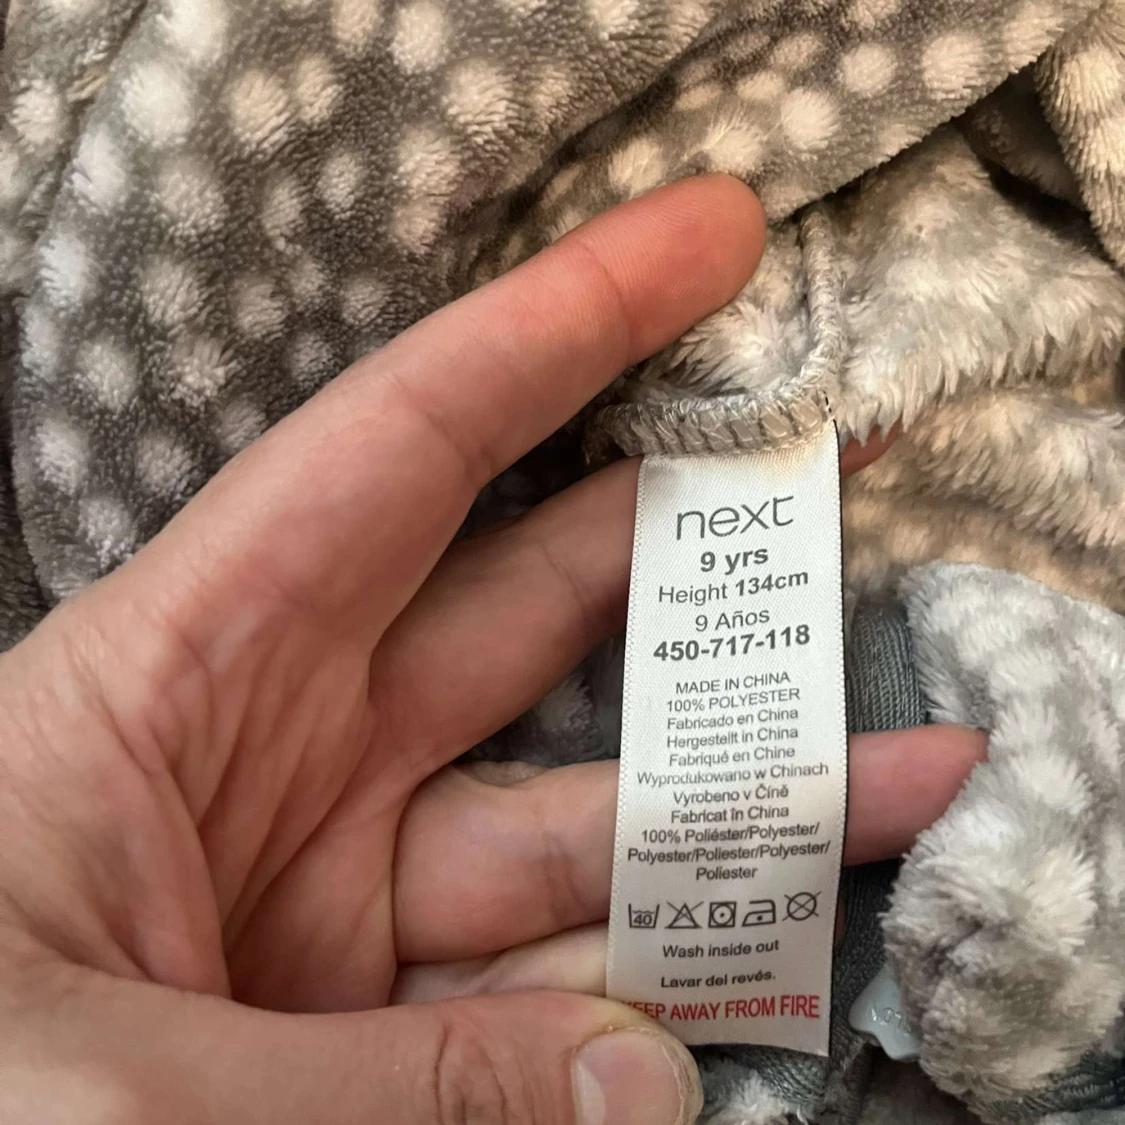 next
9 yrs
Height 134cm
9 Años
450-717-118
MADE IN CHINA
100% POLYESTER
Fabricado en China
Hergestellt in China
Fabriqué en Chine
Wyprodukowano w Chinach
Vyrobeno v Číně
Fabricat în China
100% Poliéster/Polyester/
Polyester/Poliester/Polyester/
Poliester
40
Wash inside out
Lavar del revés.
EEP AWAY FROM FIRE